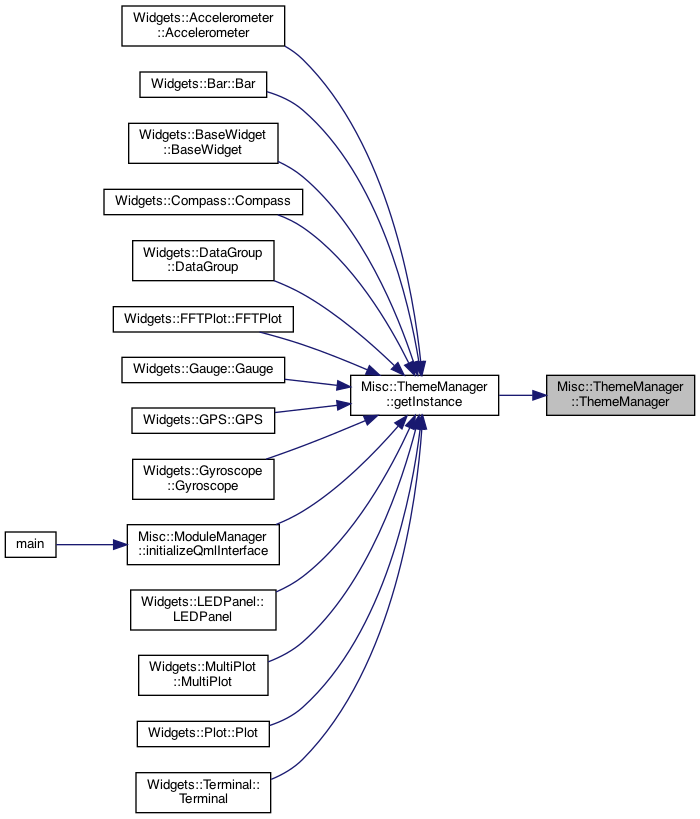 Widgets::Accelerometer
::Accelerometer
Widgets::Bar::Bar
Widgets::BaseWidget
::BaseWidget
Widgets::Compass::Compass
Widgets::DataGroup
::DataGroup
Widgets::FFTPlot::FFTPlot
Widgets::Gauge::Gauge
Misc::ThemeManager
::getInstance
Misc::ThemeManager
::ThemeManager
Widgets::GPS::GPS
Widgets::Gyroscope
::Gyroscope
main
Misc::ModuleManager
::initializeQmlInterface
Widgets::LEDPanel::
LEDPanel
Widgets::MultiPlot
::MultiPlot
Widgets::Plot::Plot
Widgets::Terminal::
Terminal